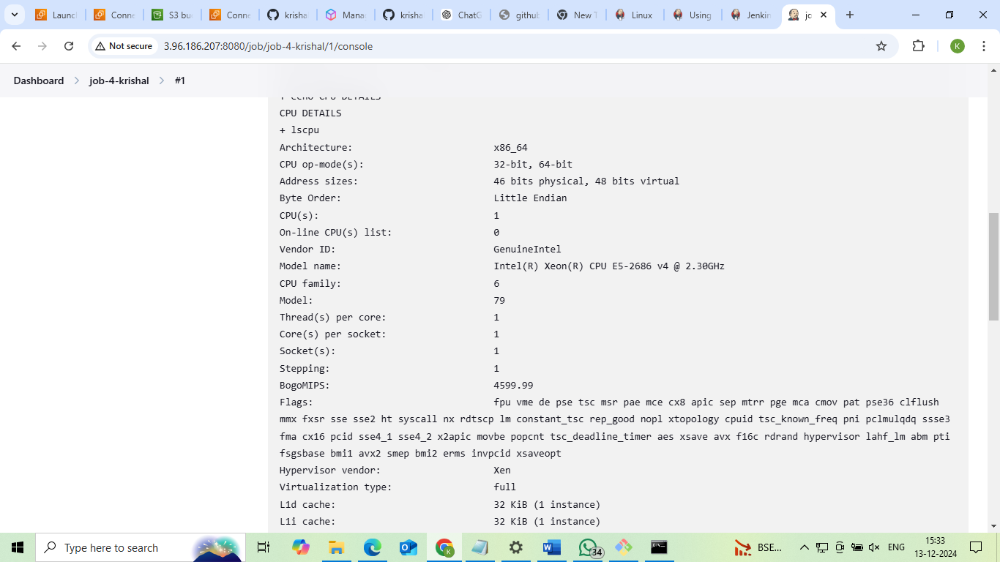 Launc
Conne
S3 bu
Conne
krisha
Mana
krisha
ChatG
github
New T
Linux
Using
Jenkin
jc
Not secure
3.96.186.207:8080/job/job-4-krishal/1/console
K
Dashboard
job-4-krishal
#1
+ echo CPU DETAILS
CPU DETAILS
+ lscpu
Architecture: x86_64
CPU op-mode(s): 32-bit, 64-bit
Address sizes: 46 bits physical, 48 bits virtual
Byte Order: Little Endian
CPU(s): 1
On-line CPU(s) list: 0
Vendor ID: GenuineIntel
Model name: Intel(R) Xeon(R) CPU E5-2686 v4 @ 2.30GHz
CPU family: 6
Model: 79
Thread(s) per core: 1
Core(s) per socket: 1
Socket(s): 1
Stepping: 1
BogoMIPS: 4599.99
Flags: fpu vme de pse tsc msr pae mce cx8 apic sep mtrr pge mca cmov pat pse36 clflush
mmx fxsr sse sse2 ht syscall nx rdtscp lm constant_tsc rep_good nopl xtopology cpuid tsc_known_freq pni pclmulqdq ssse3
fma cx16 pcid sse4_1 sse4_2 x2apic movbe popcnt tsc_deadline_timer aes xsave avx f16c rdrand hypervisor lahf_lm abm pti
fsgsbase bmi1 avx2 smep bmi2 erms invpcid xsaveopt
Hypervisor vendor: Xen
Virtualization type: full
L1d cache: 32 KiB (1 instance)
L1i cache: 32 KiB (1 instance)
Type here to search
34
BSE...
ENG
15:33
13-12-2024